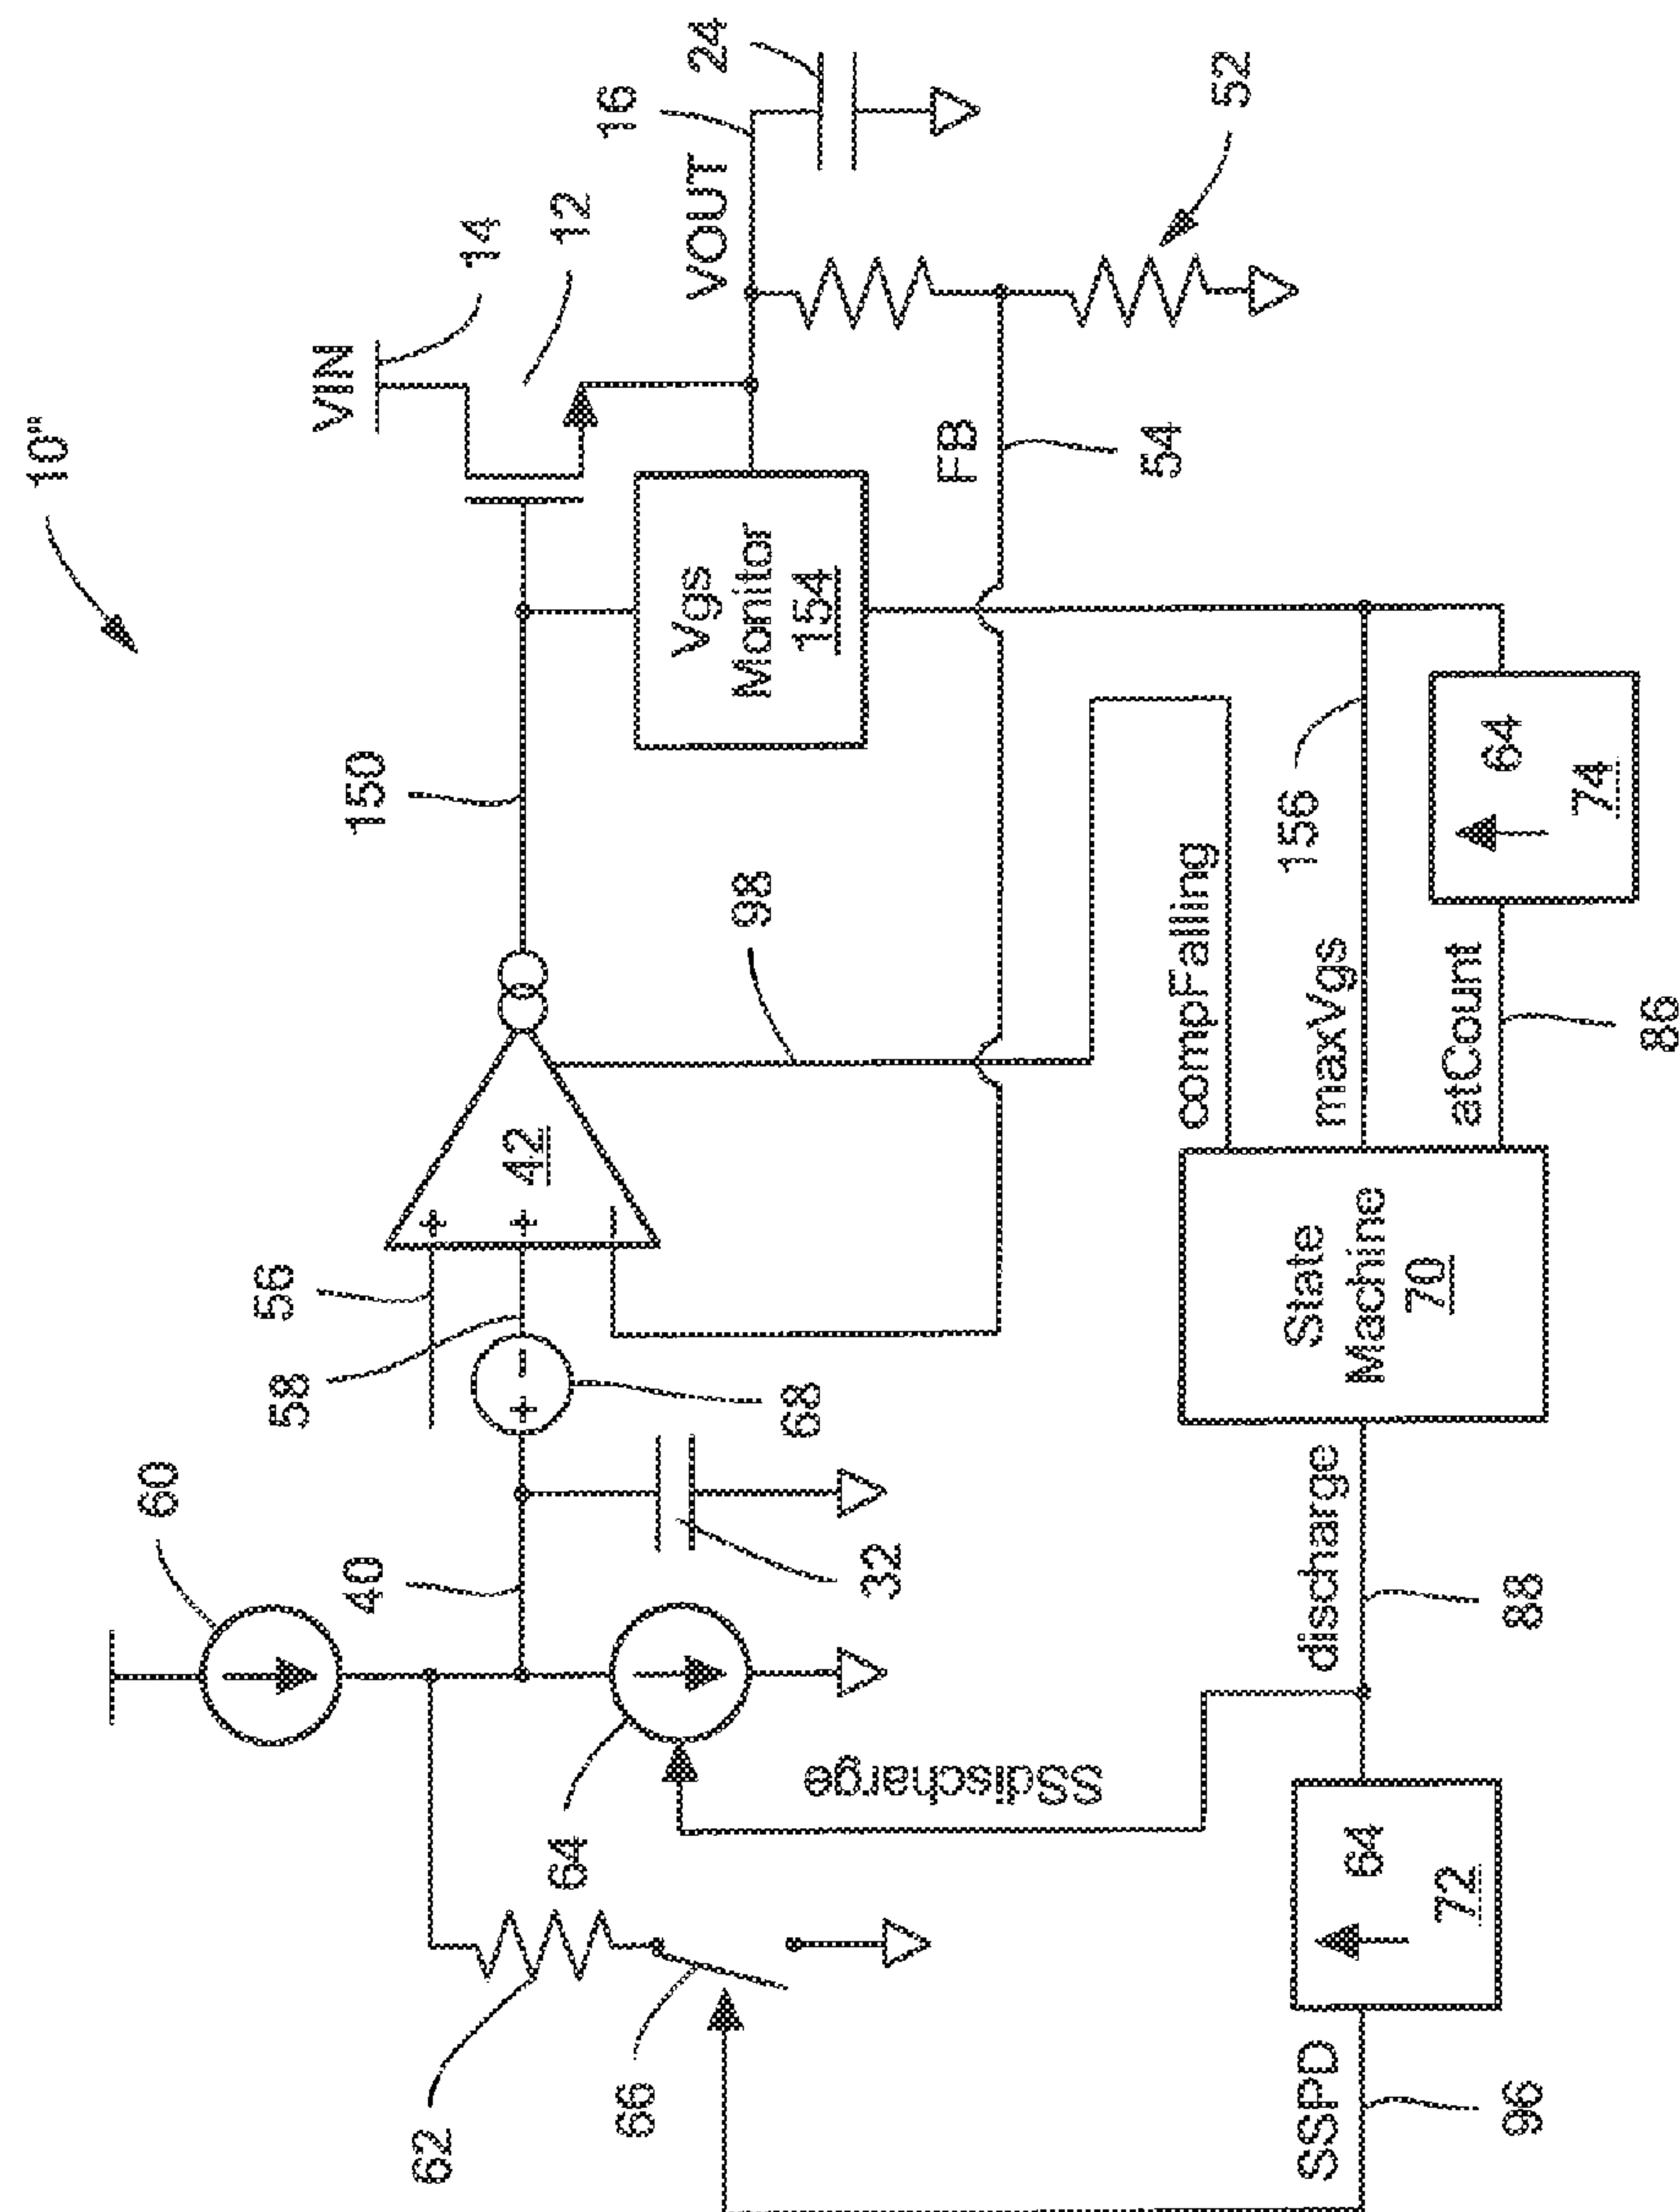 10"
VIN
14
12
VOUT
16
24
52
FB
54
150
Vgs
Monitor
154
98
56
58
42
68
60
40
32
64
62
66
SSdischarge
compFalling
maxVgs
156
atCount
86
64
74
State
Machine
70
discharge
88
64
72
SSPD
96